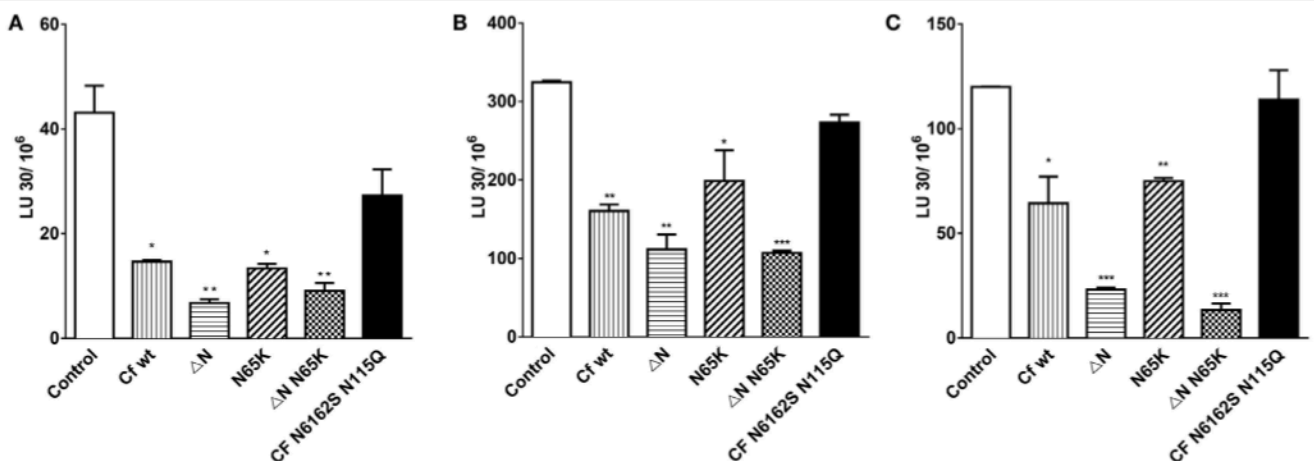 A
LU 30/ 10⁶
60
40
20
0
*
**
*
**
Control
Cf wt
△N
N65K
△N N65K
CF N6162S N115Q
B
LU 30/ 10⁶
400
300
200
100
0
**
**
*
***
Control
Cf wt
△N
N65K
△N N65K
CF N6162S N115Q
C
LU 30/ 10⁶
150
100
50
0
*
***
**
***
Control
Cf wt
△N
N65K
△N N65K
CF N6162S N115Q